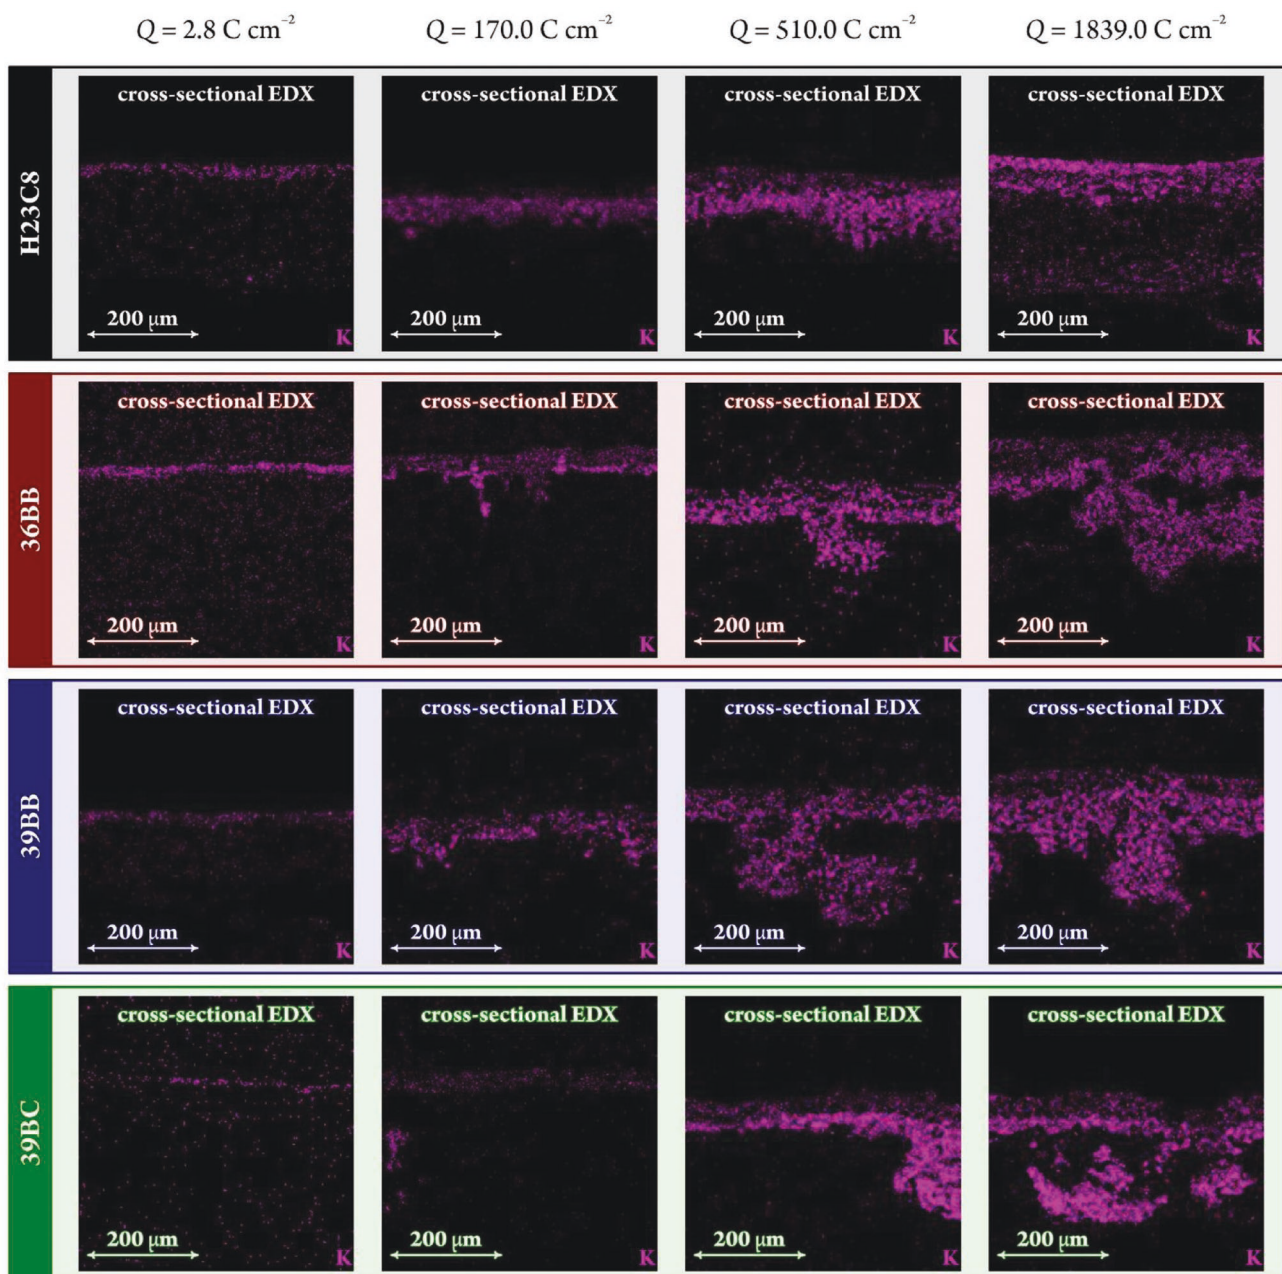 Q = 2.8 C cm⁻² Q = 170.0 C cm⁻² Q = 510.0 C cm⁻² Q = 1839.0 C cm⁻²
H23C8
cross-sectional EDX cross-sectional EDX cross-sectional EDX cross-sectional EDX
200 µm 200 µm 200 µm 200 µm
K K K K
36BB
cross-sectional EDX cross-sectional EDX cross-sectional EDX cross-sectional EDX
200 µm 200 µm 200 µm 200 µm
K K K K
39BB
cross-sectional EDX cross-sectional EDX cross-sectional EDX cross-sectional EDX
200 µm 200 µm 200 µm 200 µm
K K K K
39BC
cross-sectional EDX cross-sectional EDX cross-sectional EDX cross-sectional EDX
200 µm 200 µm 200 µm 200 µm
K K K K